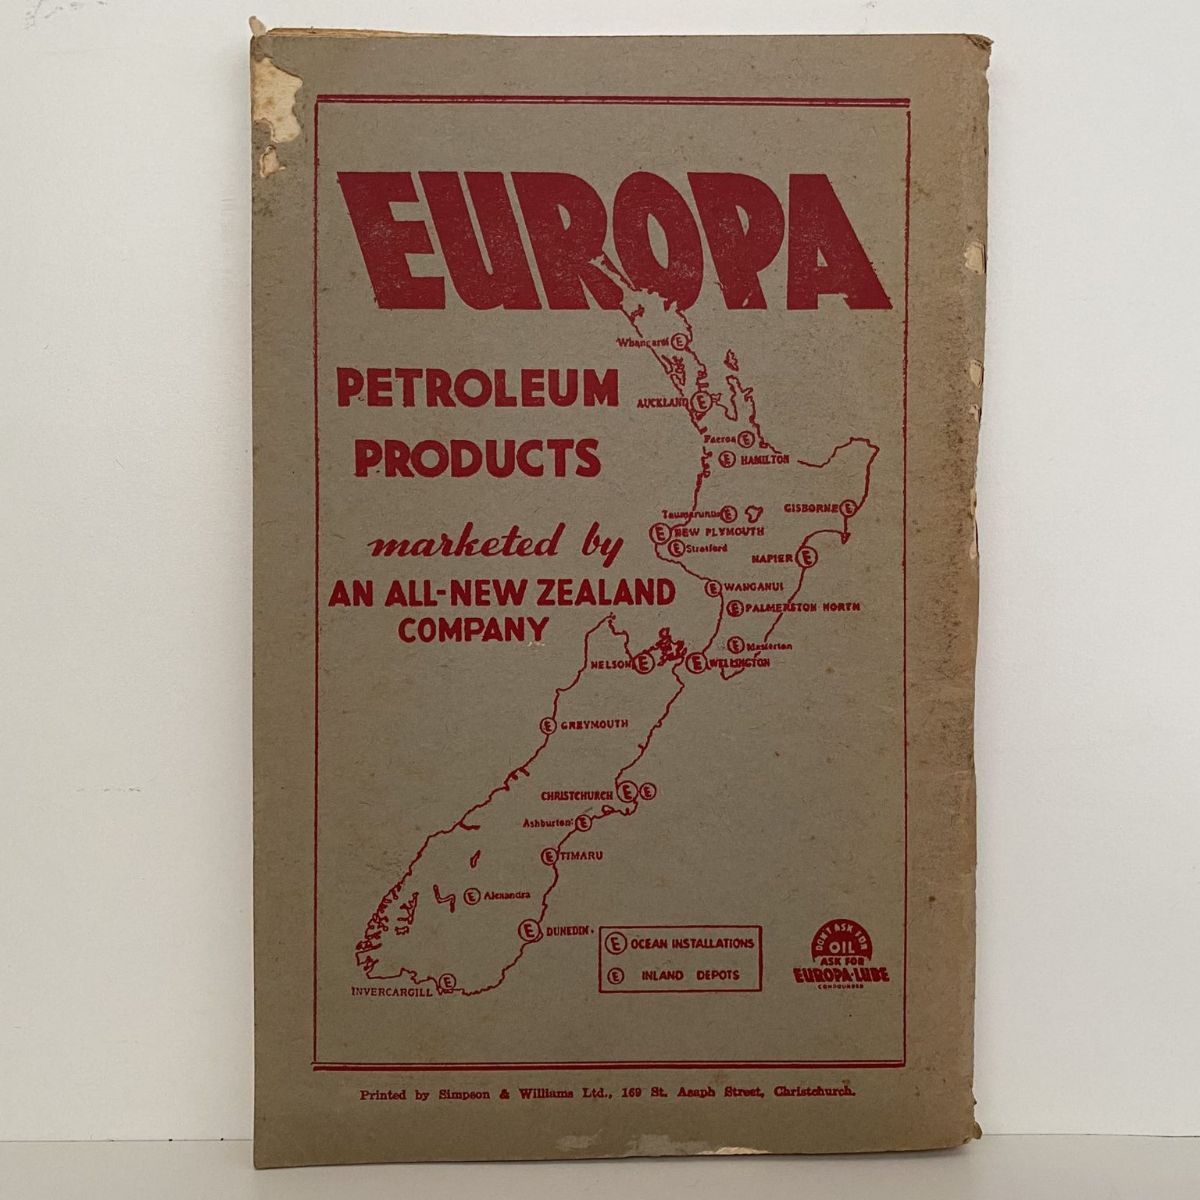 EUROPA
PETROLEUM
PRODUCTS
marketed by
AN ALL-NEW ZEALAND
COMPANY
Whangarei E
AUCKLAND E
Paeroa E
E HAMILTON
Taumarunui E
GISBORNE E
E NEW PLYMOUTH
E Stratford
NAPIER E
E WANGANUI
E PALMERSTON NORTH
E Masterton
NELSON E
E WELLINGTON
E GREYMOUTH
CHRISTCHURCH E E
Ashburton E
E TIMARU
E Alexandra
E DUNEDIN
INVERCARGILL E
E OCEAN INSTALLATIONS
E INLAND DEPOTS
DON'T ASK FOR
OIL
ASK FOR
EUROPA-LUBE
COMPOUNDED
Printed by Simpson & Williams Ltd., 169 St. Asaph Street, Christchurch.